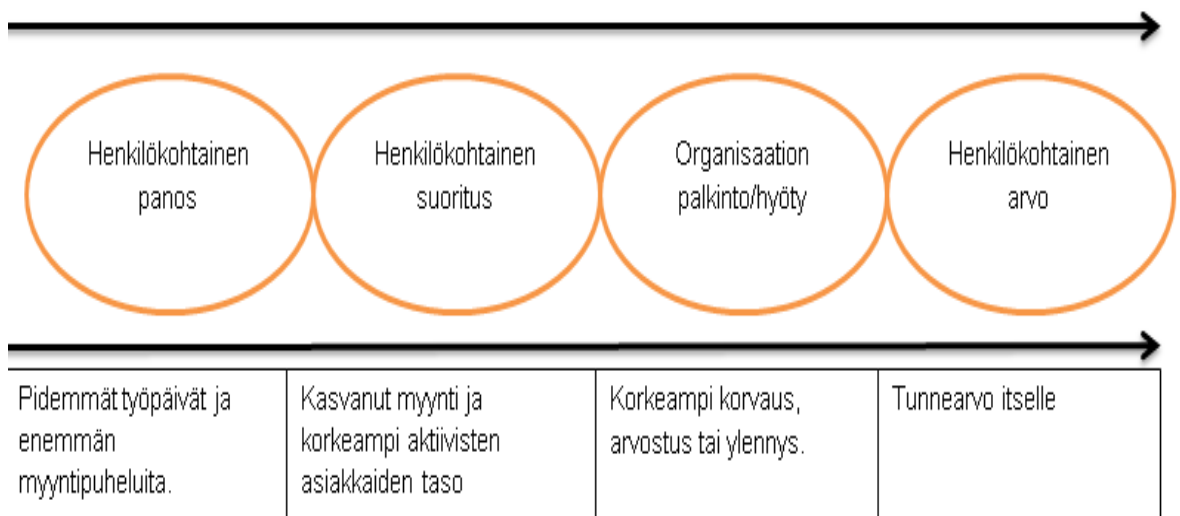 Henkilökohtainen
panos
Henkilökohtainen
suoritus
Organisaation
palkinto/hyöty
Henkilökohtainen
arvo
Pidemmät työpäivät ja
enemmän
myyntipuheluita.
Kasvanut myynti ja
korkeampi aktiivisten
asiakkaiden taso
Korkeampi korvaus,
arvostus tai ylennys.
Tunnearvo itselle